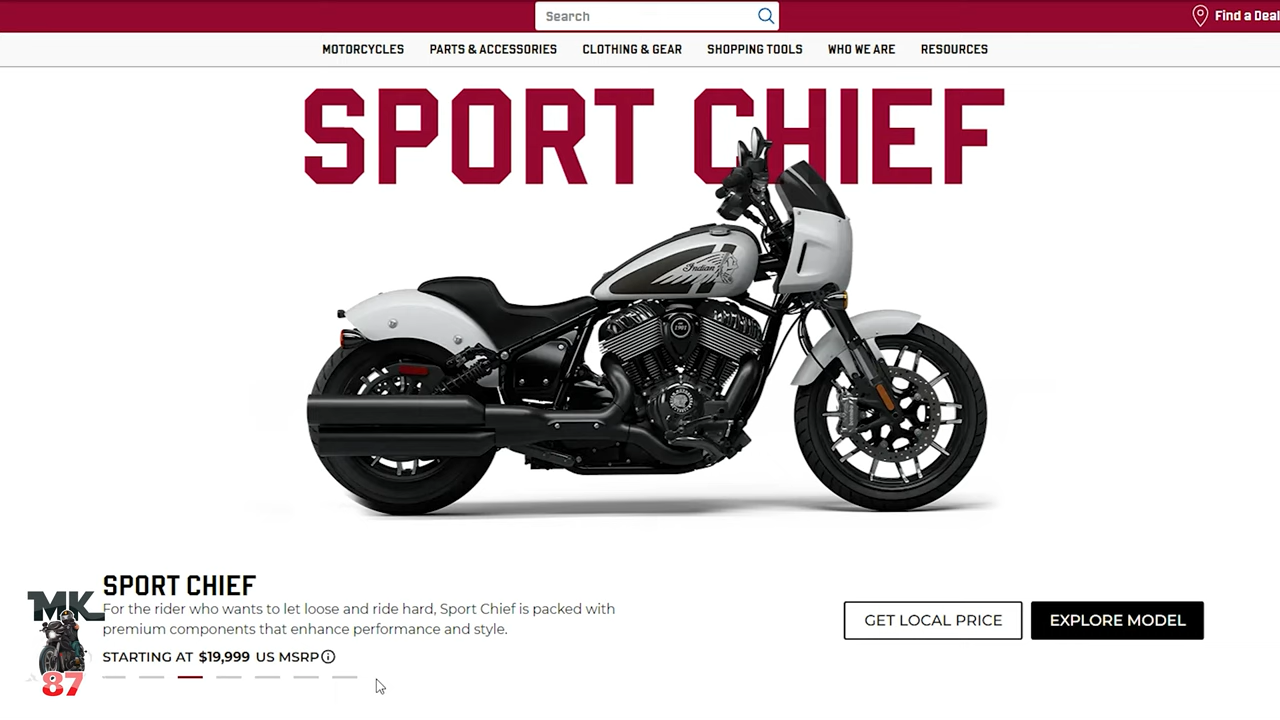 Search
Find a Deal
MOTORCYCLES PARTS & ACCESSORIES CLOTHING & GEAR SHOPPING TOOLS WHO WE ARE RESOURCES
SPORT CHIEF
Indian
1901
SPORT CHIEF
For the rider who wants to let loose and ride hard, Sport Chief is packed with
premium components that enhance performance and style.
STARTING AT $19,999 US MSRP
GET LOCAL PRICE
EXPLORE MODEL
MK
87